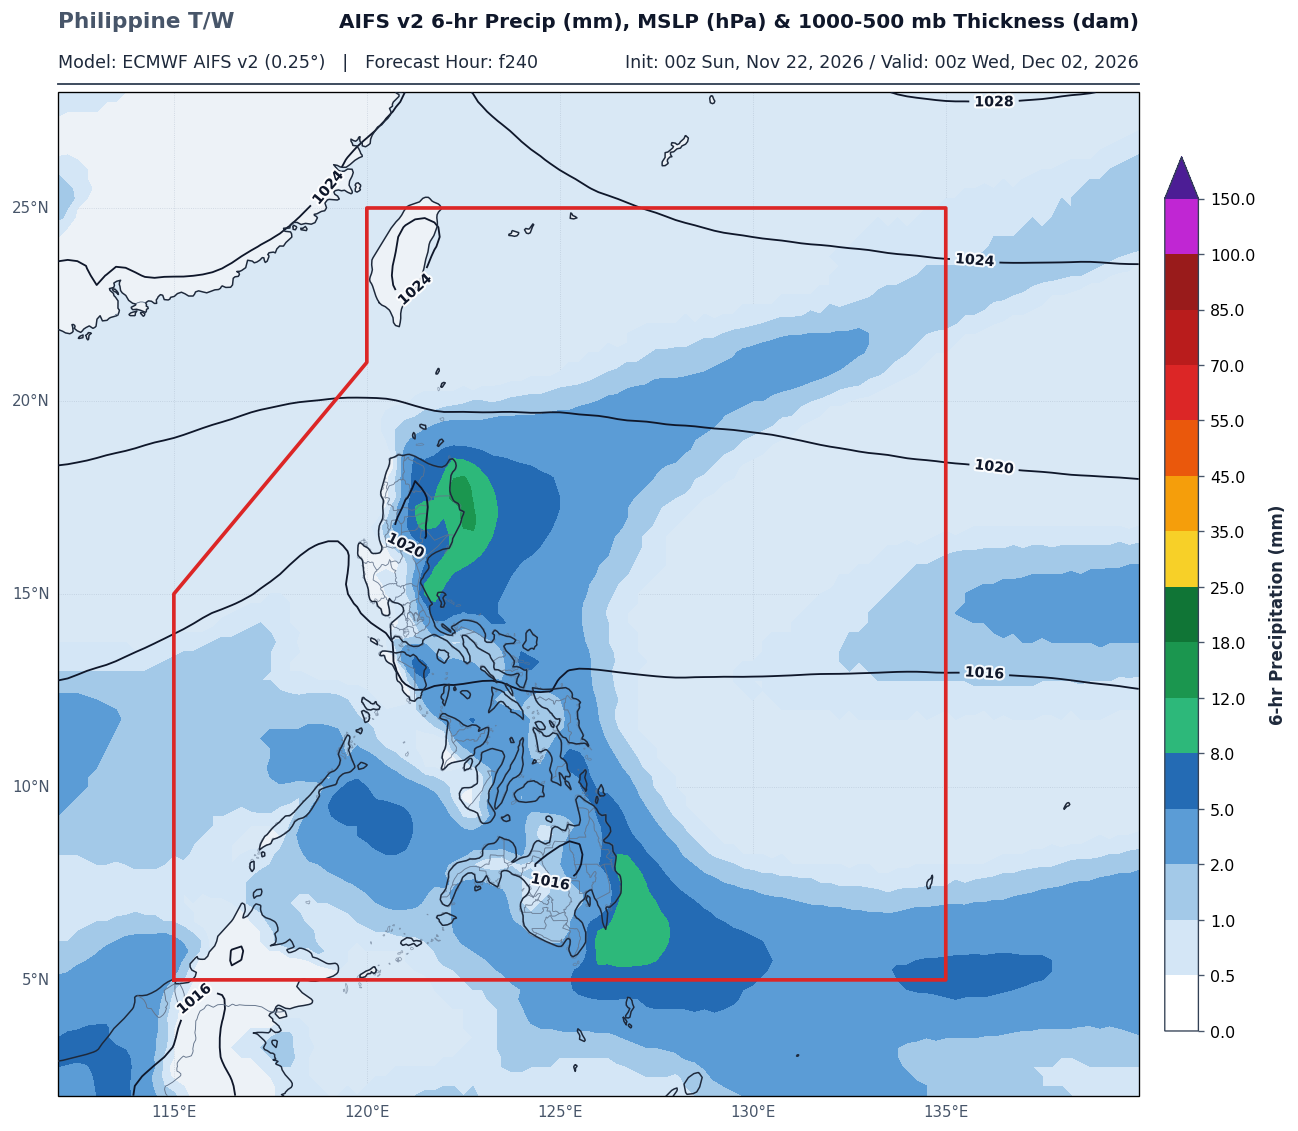 Philippine T/W
AIFS v2 6-hr Precip (mm), MSLP (hPa) & 1000-500 mb Thickness (dam)
Model: ECMWF AIFS v2 (0.25°) | Forecast Hour: f240
Init: 00z Sun, Nov 22, 2026 / Valid: 00z Wed, Dec 02, 2026
1028
1024
1024
1024
1020
1020
1016
1016
1016
25°N
20°N
15°N
10°N
5°N
115°E
120°E
125°E
130°E
135°E
150.0
100.0
85.0
70.0
55.0
45.0
35.0
25.0
18.0
12.0
8.0
5.0
2.0
1.0
0.5
0.0
6-hr Precipitation (mm)